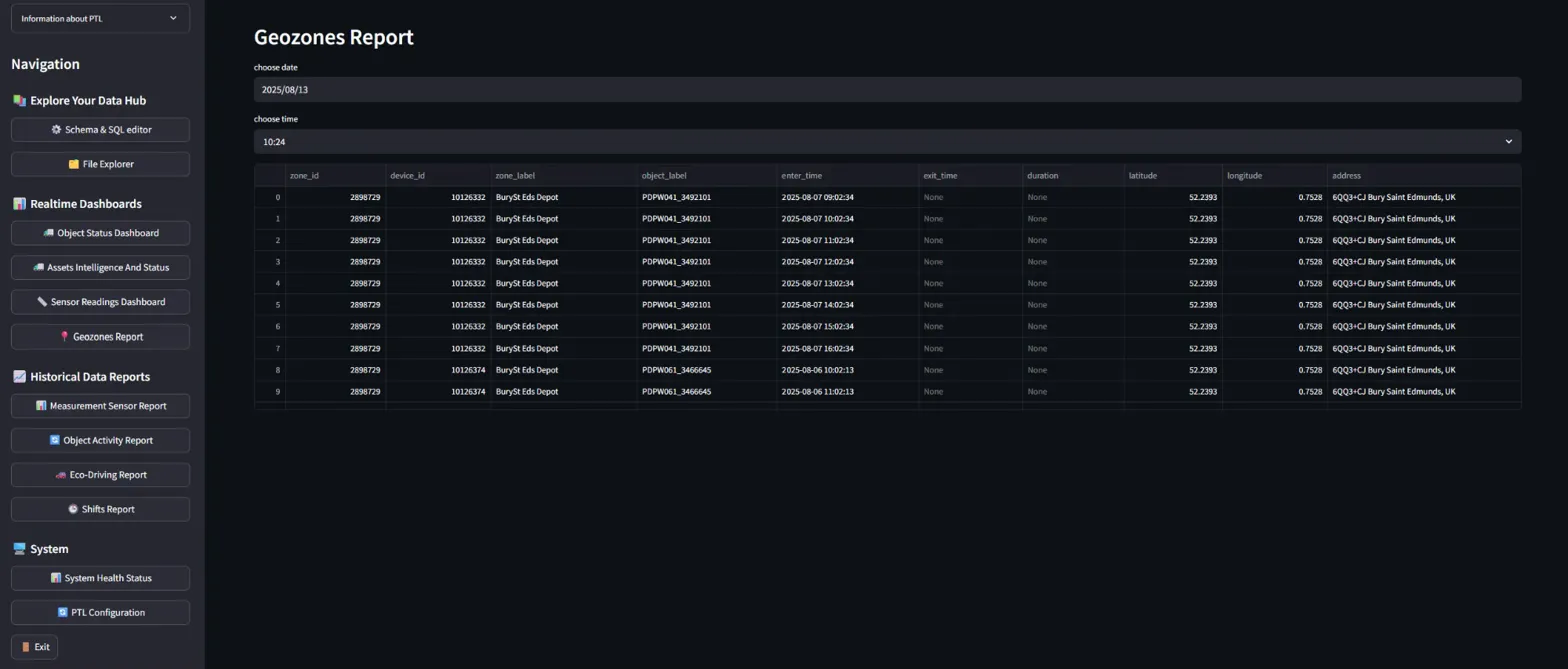 Information about PTL
Navigation
Explore Your Data Hub
Schema & SQL editor
File Explorer
Realtime Dashboards
Object Status Dashboard
Assets Intelligence And Status
Sensor Readings Dashboard
Geozones Report
Historical Data Reports
Measurement Sensor Report
Object Activity Report
Eco-Driving Report
Shifts Report
System
System Health Status
PTL Configuration
Exit
Geozones Report
choose date
2025/08/13
choose time
10:24
zone_id device_id zone_label object_label enter_time exit_time duration latitude longitude address
0 2898729 10126332 BurySt Eds Depot PDPW041_3492101 2025-08-07 09:02:34 None None 52.2393 0.7528 6QQ3+CJ Bury Saint Edmunds, UK
1 2898729 10126332 BurySt Eds Depot PDPW041_3492101 2025-08-07 10:02:34 None None 52.2393 0.7528 6QQ3+CJ Bury Saint Edmunds, UK
2 2898729 10126332 BurySt Eds Depot PDPW041_3492101 2025-08-07 11:02:34 None None 52.2393 0.7528 6QQ3+CJ Bury Saint Edmunds, UK
3 2898729 10126332 BurySt Eds Depot PDPW041_3492101 2025-08-07 12:02:34 None None 52.2393 0.7528 6QQ3+CJ Bury Saint Edmunds, UK
4 2898729 10126332 BurySt Eds Depot PDPW041_3492101 2025-08-07 13:02:34 None None 52.2393 0.7528 6QQ3+CJ Bury Saint Edmunds, UK
5 2898729 10126332 BurySt Eds Depot PDPW041_3492101 2025-08-07 14:02:34 None None 52.2393 0.7528 6QQ3+CJ Bury Saint Edmunds, UK
6 2898729 10126332 BurySt Eds Depot PDPW041_3492101 2025-08-07 15:02:34 None None 52.2393 0.7528 6QQ3+CJ Bury Saint Edmunds, UK
7 2898729 10126332 BurySt Eds Depot PDPW041_3492101 2025-08-07 16:02:34 None None 52.2393 0.7528 6QQ3+CJ Bury Saint Edmunds, UK
8 2898729 10126374 BurySt Eds Depot PDPW061_3466645 2025-08-06 10:02:13 None None 52.2393 0.7528 6QQ3+CJ Bury Saint Edmunds, UK
9 2898729 10126374 BurySt Eds Depot PDPW061_3466645 2025-08-06 11:02:13 None None 52.2393 0.7528 6QQ3+CJ Bury Saint Edmunds, UK